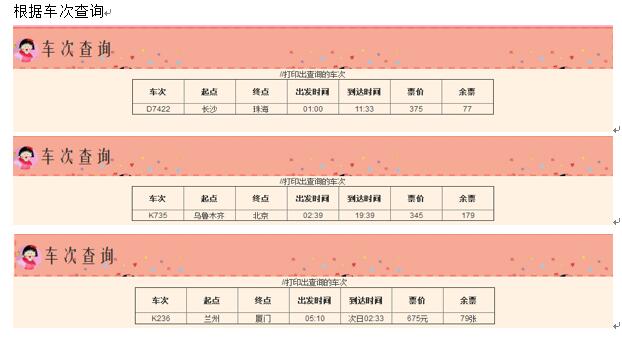 根据车次查询
车次查询
//打印出查询的车次
车次 起点 终点 出发时间 到达时间 票价 余票
D7422 长沙 珠海 01:00 11:33 375 77
车次查询
//打印出查询的车次
车次 起点 终点 出发时间 到达时间 票价 余票
K735 乌鲁木齐 北京 02:39 19:39 345 179
车次查询
//打印出查询的车次
车次 起点 终点 出发时间 到达时间 票价 余票
K236 兰州 厦门 05:10 次日02:33 675元 79张